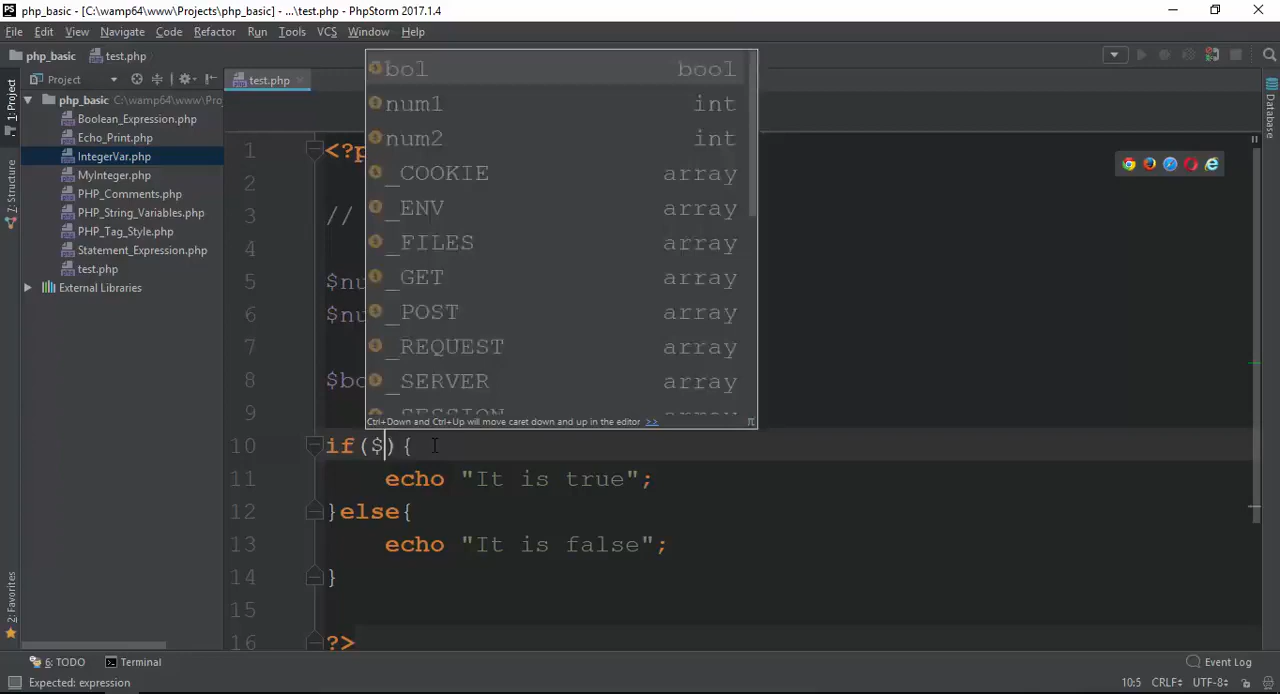 php_basic - [C:\wamp64\www\Projects\php_basic] - ...\test.php - PhpStorm 2017.1.4
File Edit View Navigate Code Refactor Run Tools VCS Window Help
php_basic test.php
1: Project
Z: Structure
2: Favorites
Project
test.php
php_basic C:\wamp64\www\Pro
Boolean_Expression.php
Echo_Print.php
IntegerVar.php
MyInteger.php
PHP_Comments.php
PHP_String_Variables.php
PHP_Tag_Style.php
Statement_Expression.php
test.php
External Libraries
Database
bol bool
num1 int
num2 int
_COOKIE array
_ENV array
_FILES array
_GET array
_POST array
_REQUEST array
_SERVER array
_SESSION array
Ctrl+Down and Ctrl+Up will move caret down and up in the editor >> π
1 <?p
2
3 //
4
5 $nu
6 $nu
7
8 $bo
9
10 if($){
11 echo "It is true";
12 }else{
13 echo "It is false";
14 }
15
16 ?>
6: TODO Terminal Event Log
Expected: expression 10:5 CRLF UTF-8